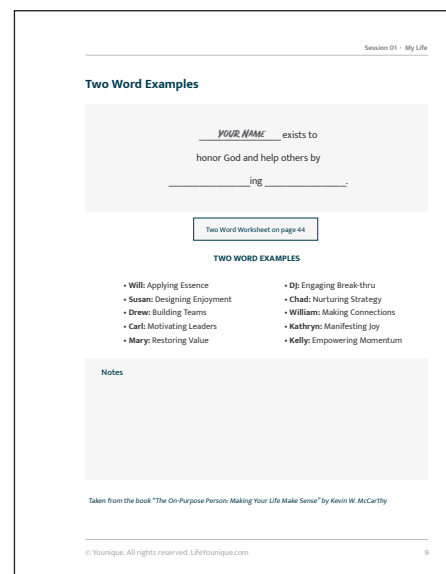 Session 01 · My Life
Two Word Examples
YOUR NAME exists to
honor God and help others by
________________ing ________________.
Two Word Worksheet on page 44
TWO WORD EXAMPLES
• Will: Applying Essence
• Susan: Designing Enjoyment
• Drew: Building Teams
• Carl: Motivating Leaders
• Mary: Restoring Value
• DJ: Engaging Break-thru
• Chad: Nurturing Strategy
• William: Making Connections
• Kathryn: Manifesting Joy
• Kelly: Empowering Momentum
Notes
Taken from the book “The On-Purpose Person: Making Your Life Make Sense” by Kevin W. McCarthy
© Younique. All rights reserved. LifeYounique.com 9